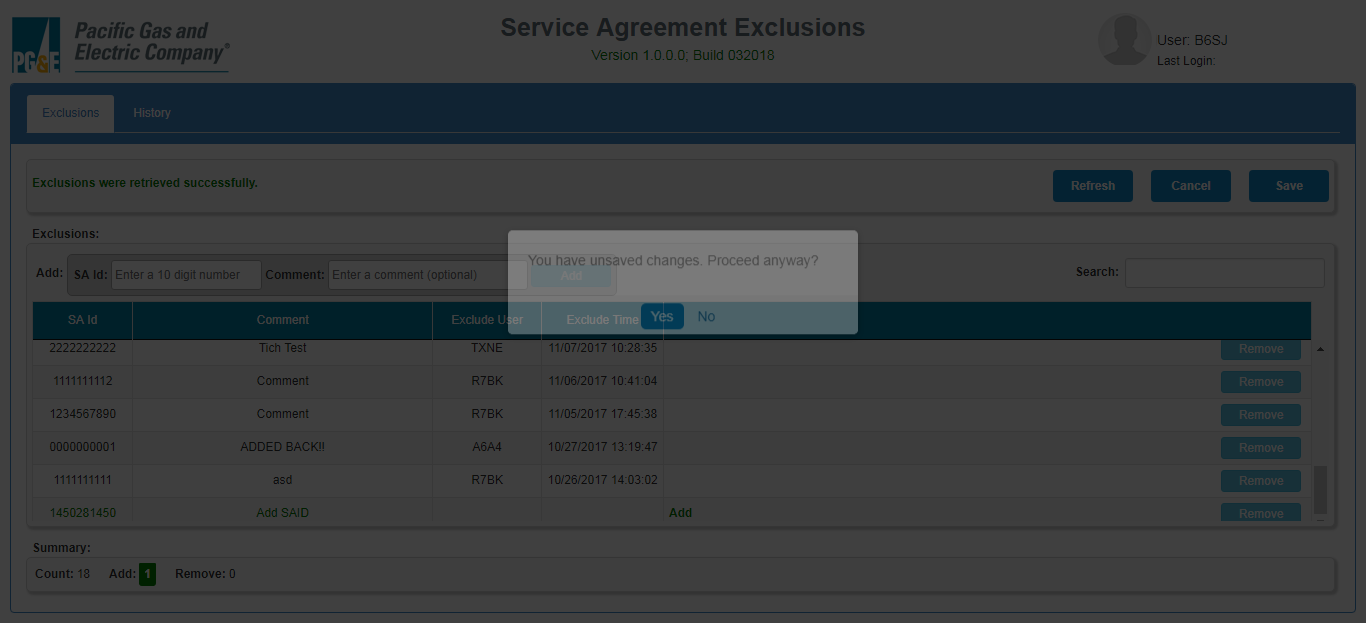 Pacific Gas and
Electric Company®
PG&E
Service Agreement Exclusions
Version 1.0.0.0; Build 032018
User: B6SJ
Last Login:
Exclusions History
Exclusions were retrieved successfully.
Refresh Cancel Save
Exclusions:
You have unsaved changes. Proceed anyway?
Yes No
Add: SA Id: Enter a 10 digit number Comment: Enter a comment (optional) Add Search:
SA Id Comment Exclude User Exclude Time
2222222222 Tich Test TXNE 11/07/2017 10:28:35 Remove
1111111112 Comment R7BK 11/06/2017 10:41:04 Remove
1234567890 Comment R7BK 11/05/2017 17:45:38 Remove
0000000001 ADDED BACK!! A6A4 10/27/2017 13:19:47 Remove
1111111111 asd R7BK 10/26/2017 14:03:02 Remove
1450281450 Add SAID Add Remove
Summary:
Count: 18 Add: 1 Remove: 0